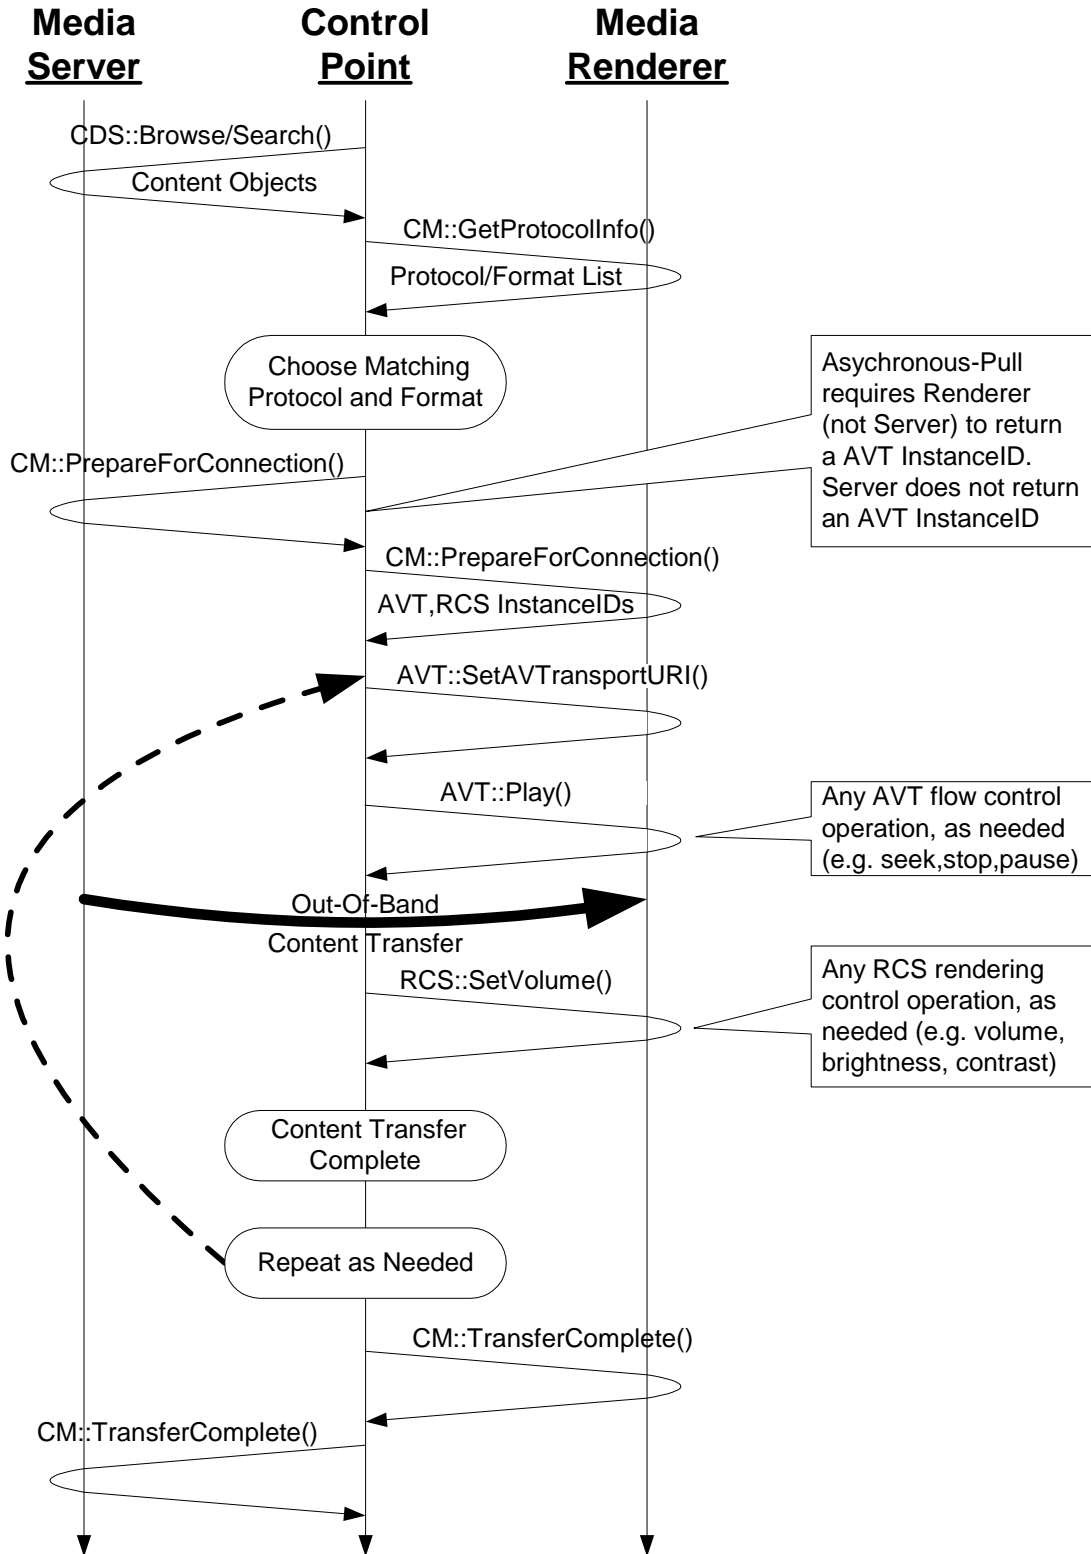 Media
Server
Control
Point
Media
Renderer
CDS::Browse/Search()
Content Objects
CM::GetProtocolInfo()
Protocol/Format List
Choose Matching
Protocol and Format
Asychronous-Pull
requires Renderer
(not Server) to return
a AVT InstanceID.
Server does not return
an AVT InstanceID
CM::PrepareForConnection()
CM::PrepareForConnection()
AVT,RCS InstanceIDs
AVT::SetAVTransportURI()
AVT::Play()
Any AVT flow control
operation, as needed
(e.g. seek,stop,pause)
Out-Of-Band
Content Transfer
RCS::SetVolume()
Any RCS rendering
control operation, as
needed (e.g. volume,
brightness, contrast)
Content Transfer
Complete
Repeat as Needed
CM::TransferComplete()
CM::TransferComplete()